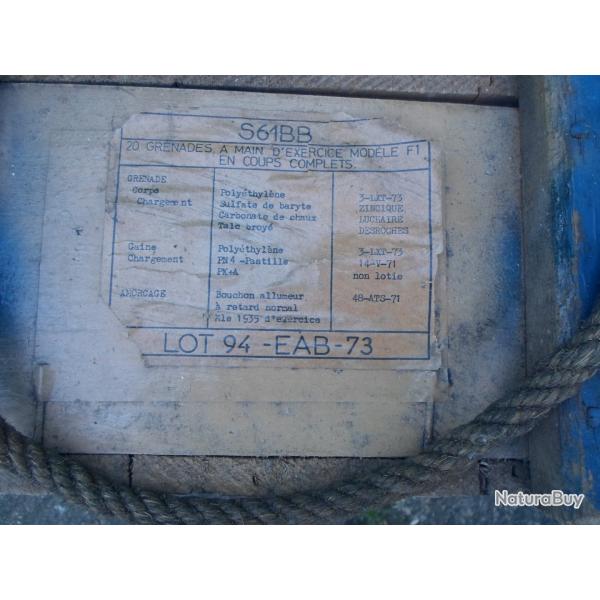 S61BB
20 GRENADES A MAIN D'EXERCICE MODÈLE F1
EN COUPS COMPLETS
GRENADE
Corps Polyéthylène 3-LXT-73
Chargement Sulfate de baryte ZINCIQUE
Carbonate de chaux LUCHAIRE
Talc broyé DESROCHES
Gaine Polyéthylène 3-LXT-73
Chargement PN4-Pastille 14-V-71
PK+A non lotie
AMORCAGE Bouchon allumeur 48-ATS-71
à retard normal
Mle 1935 d'exercice
LOT 94-EAB-73
NaturaBuy